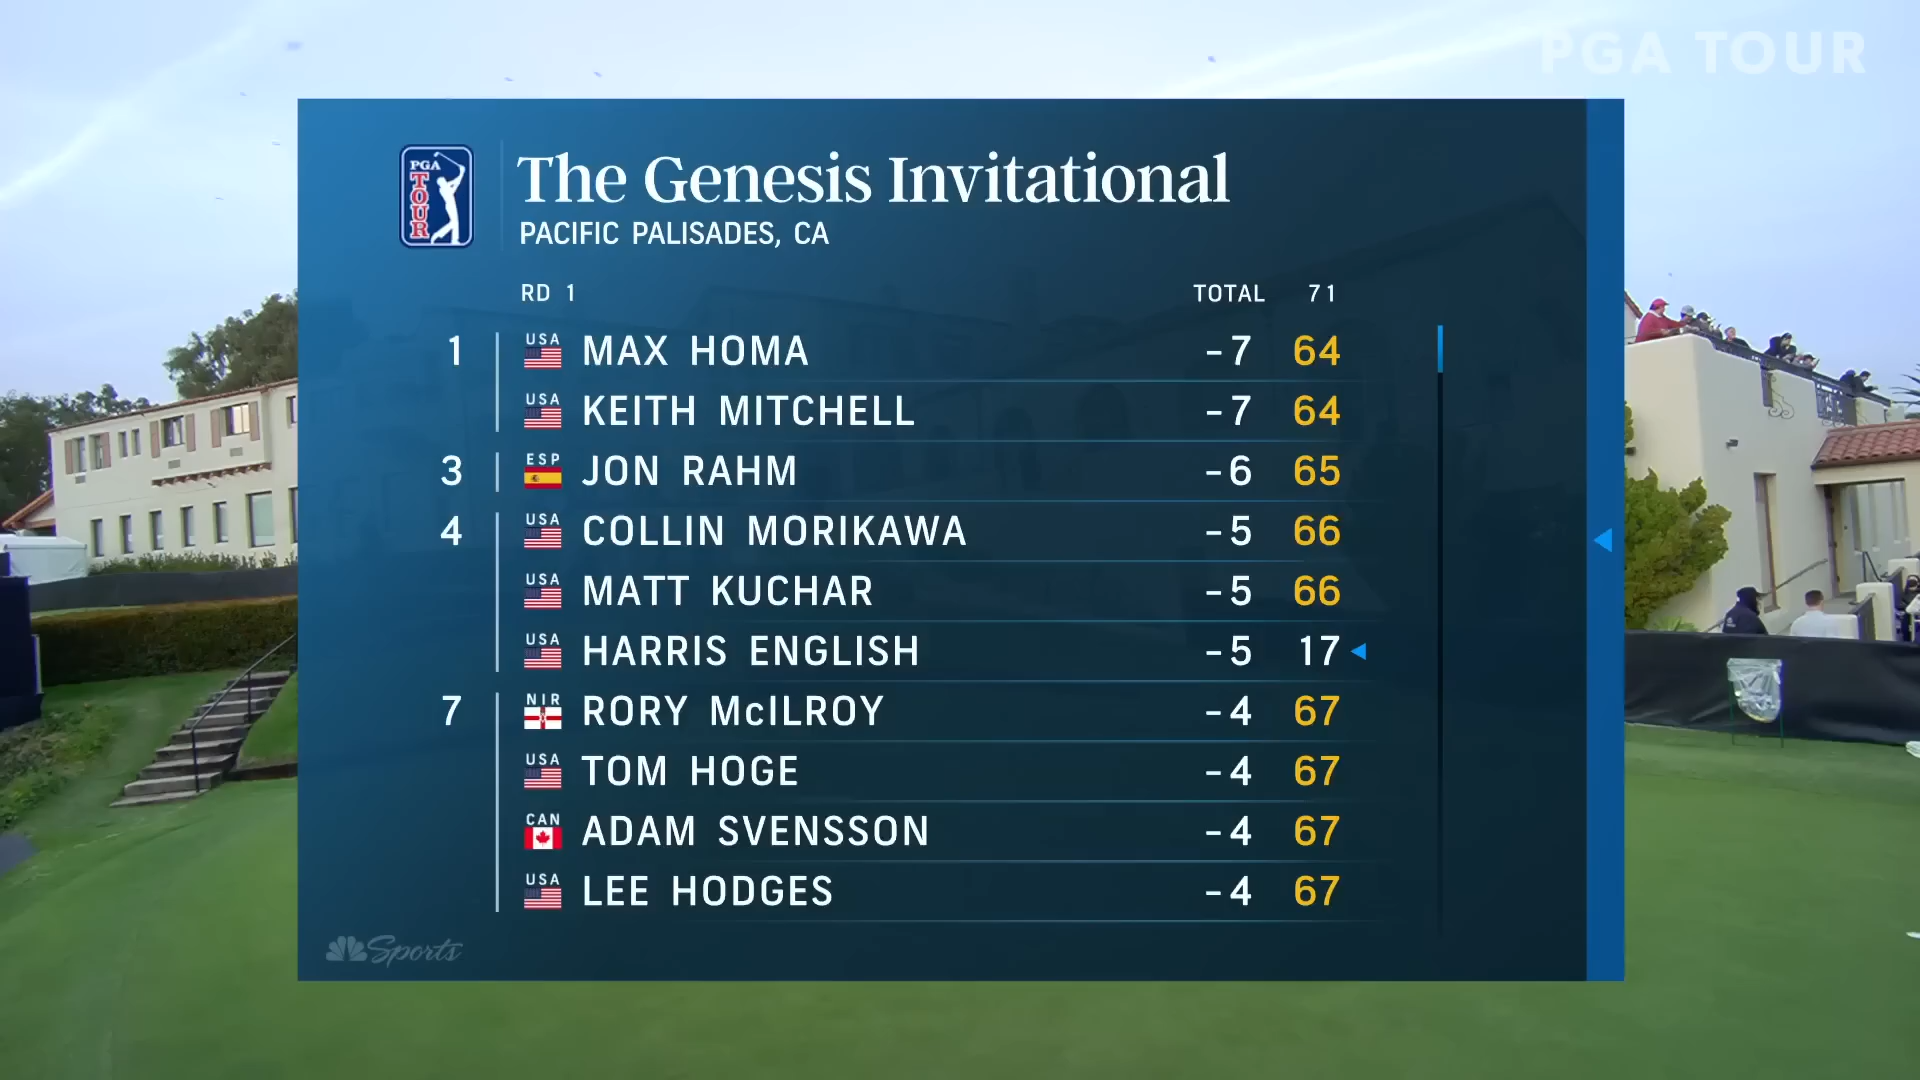 PGA TOUR
PGA TOUR
The Genesis Invitational
PACIFIC PALISADES, CA
RD 1 TOTAL 71
1 USA MAX HOMA -7 64
USA KEITH MITCHELL -7 64
3 ESP JON RAHM -6 65
4 USA COLLIN MORIKAWA -5 66
USA MATT KUCHAR -5 66
USA HARRIS ENGLISH -5 17
7 NIR RORY McILROY -4 67
USA TOM HOGE -4 67
CAN ADAM SVENSSON -4 67
USA LEE HODGES -4 67
Sports